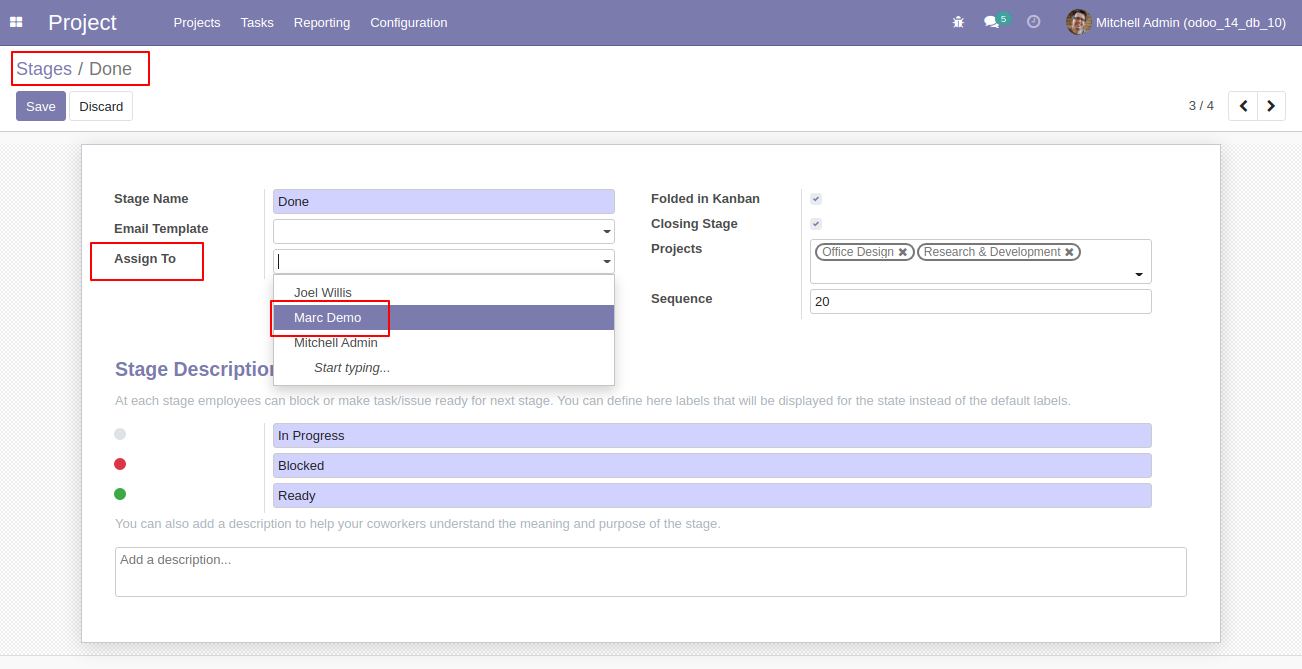 Project Projects Tasks Reporting Configuration 5 Mitchell Admin (odoo_14_db_10)
Stages / Done
Save Discard 3 / 4
Stage Name Done Folded in Kanban
Email Template Closing Stage
Assign To Projects Office Design Research & Development
Joel Willis Sequence 20
Marc Demo
Mitchell Admin
Start typing...
Stage Description
At each stage employees can block or make task/issue ready for next stage. You can define here labels that will be displayed for the state instead of the default labels.
In Progress
Blocked
Ready
You can also add a description to help your coworkers understand the meaning and purpose of the stage.
Add a description...